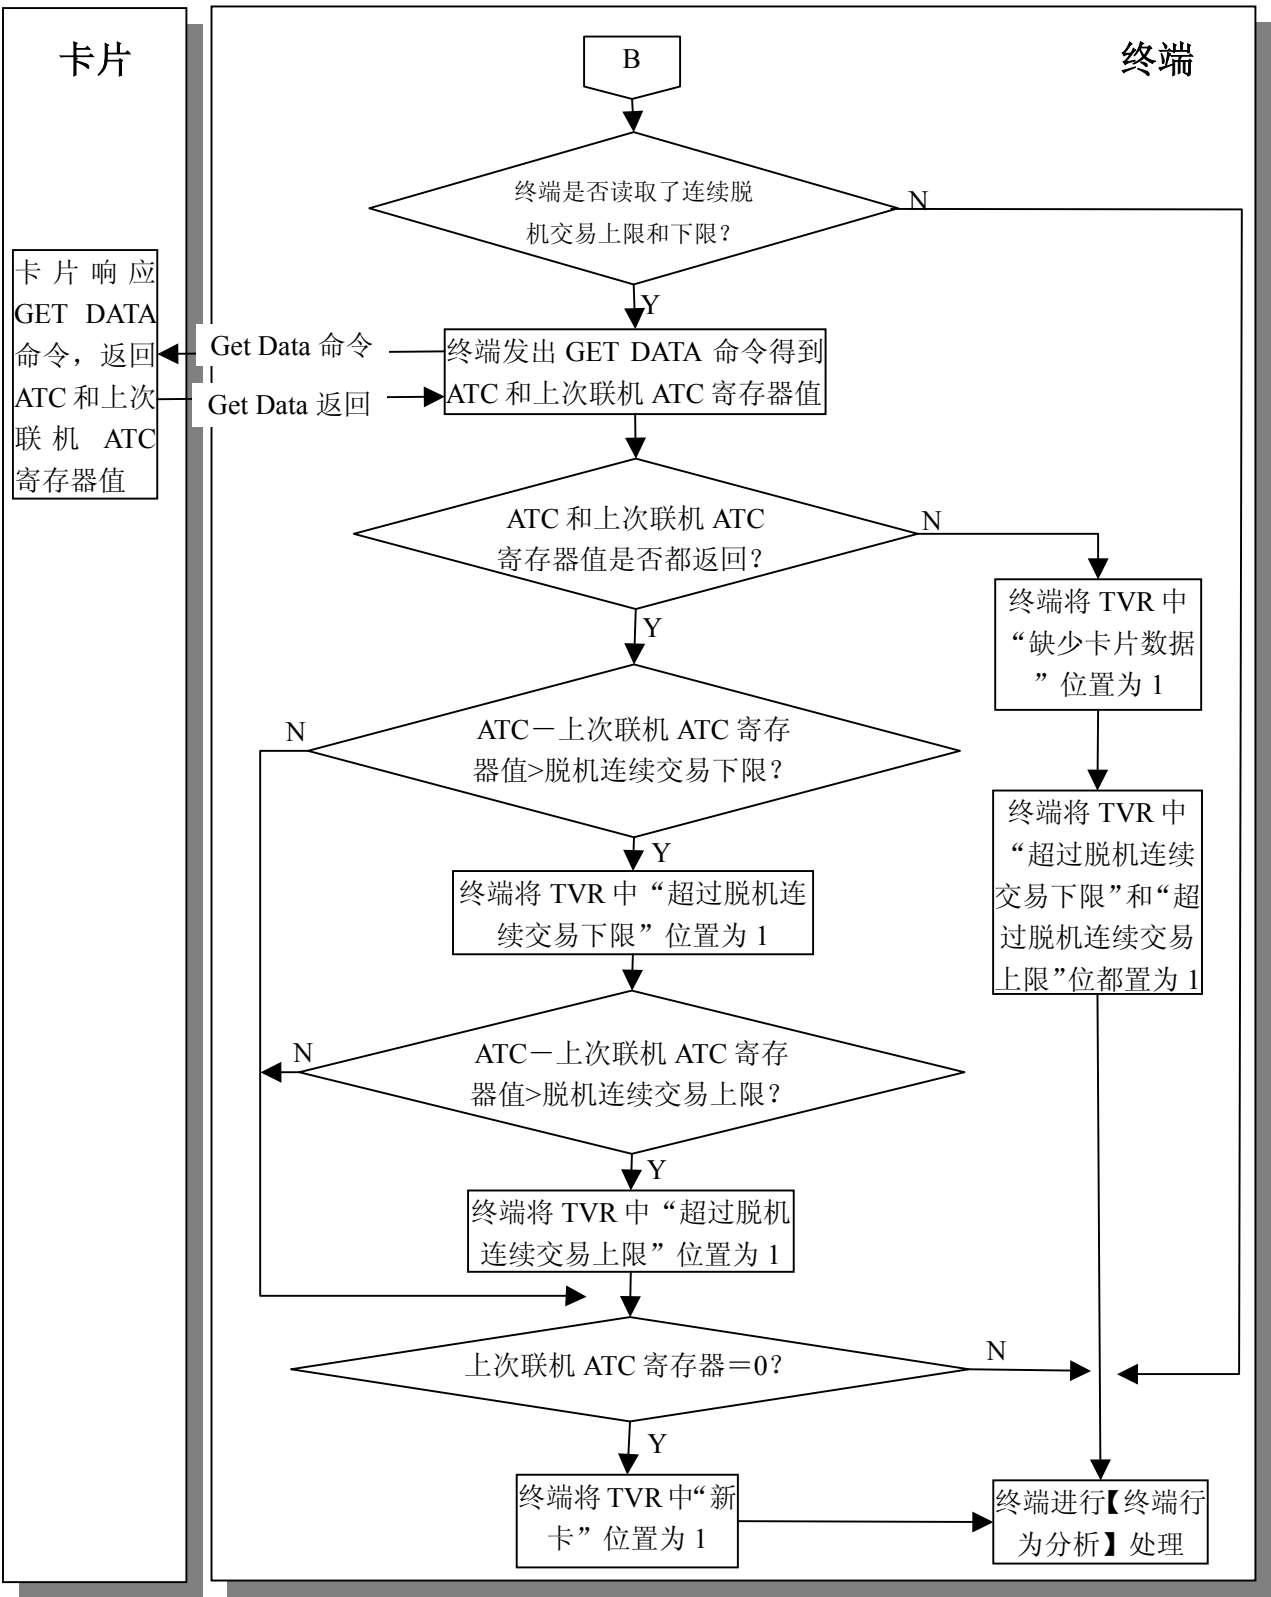 卡片
终端
B
终端是否读取了连续脱
机交易上限和下限？
N
Y
卡片响应
GET DATA
命令，返回
ATC 和上次
联机 ATC
寄存器值
Get Data 命令
Get Data 返回
终端发出 GET DATA 命令得到
ATC 和上次联机 ATC 寄存器值
ATC 和上次联机 ATC
寄存器值是否都返回？
N
Y
终端将 TVR 中
“缺少卡片数据
”位置为 1
ATC－上次联机 ATC 寄存
器值>脱机连续交易下限？
N
Y
终端将 TVR 中
“超过脱机连续
交易下限”和“超
过脱机连续交易
上限”位都置为 1
终端将 TVR 中“超过脱机连
续交易下限”位置为 1
ATC－上次联机 ATC 寄存
器值>脱机连续交易上限？
N
Y
终端将 TVR 中“超过脱机
连续交易上限”位置为 1
上次联机 ATC 寄存器＝0？
N
Y
终端将 TVR 中“新
卡”位置为 1
终端进行【终端行
为分析】处理